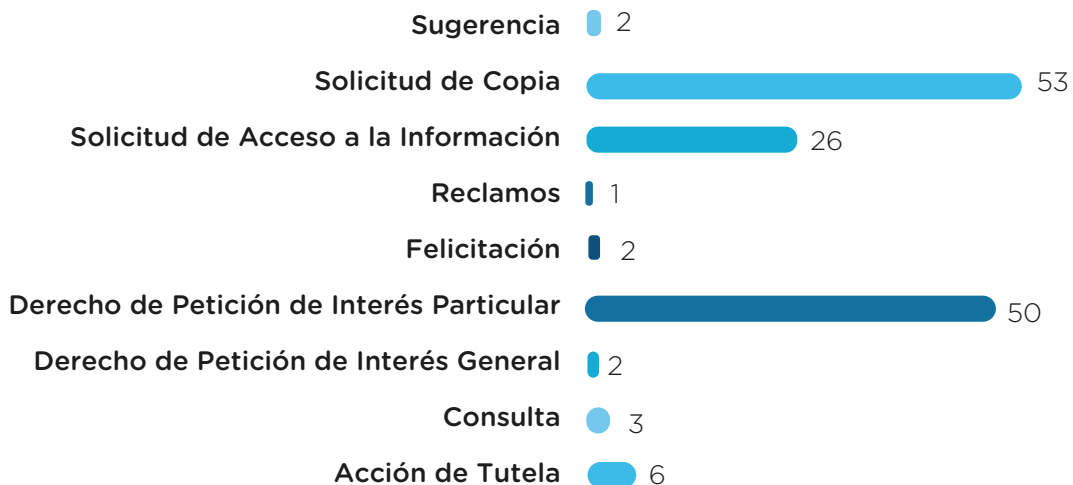 Sugerencia 2
Solicitud de Copia 53
Solicitud de Acceso a la Información 26
Reclamos 1
Felicitación 2
Derecho de Petición de Interés Particular 50
Derecho de Petición de Interés General 2
Consulta 3
Acción de Tutela 6